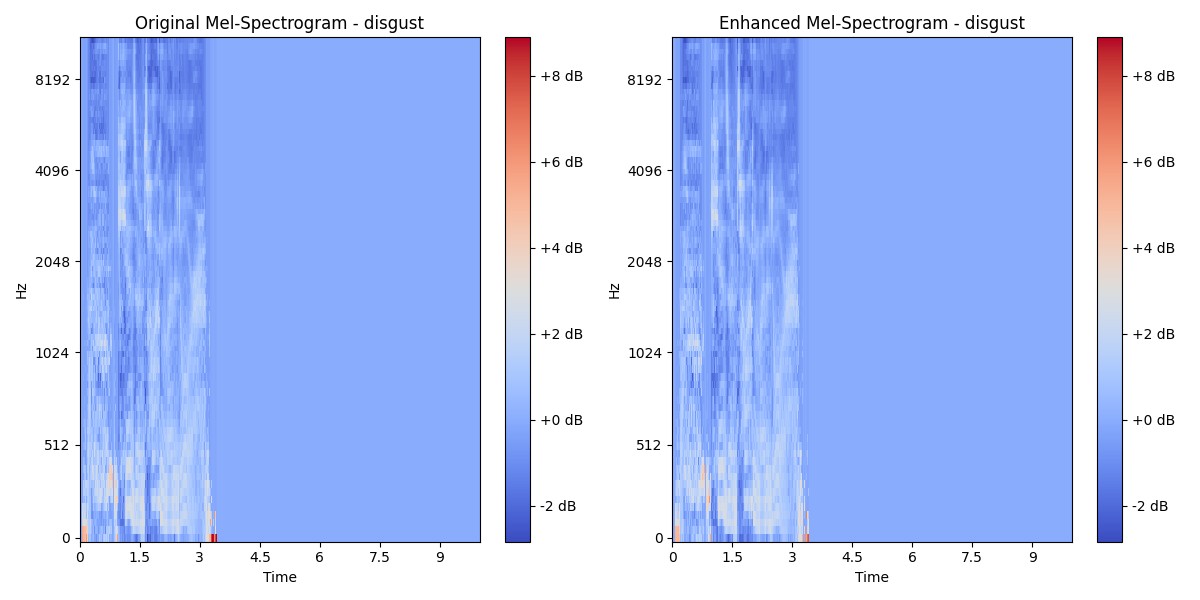 Original Mel-Spectrogram - disgust
Hz
8192
4096
2048
1024
512
0
0 1.5 3 4.5 6 7.5 9
Time
+8 dB
+6 dB
+4 dB
+2 dB
+0 dB
-2 dB
Enhanced Mel-Spectrogram - disgust
Hz
8192
4096
2048
1024
512
0
0 1.5 3 4.5 6 7.5 9
Time
+8 dB
+6 dB
+4 dB
+2 dB
+0 dB
-2 dB